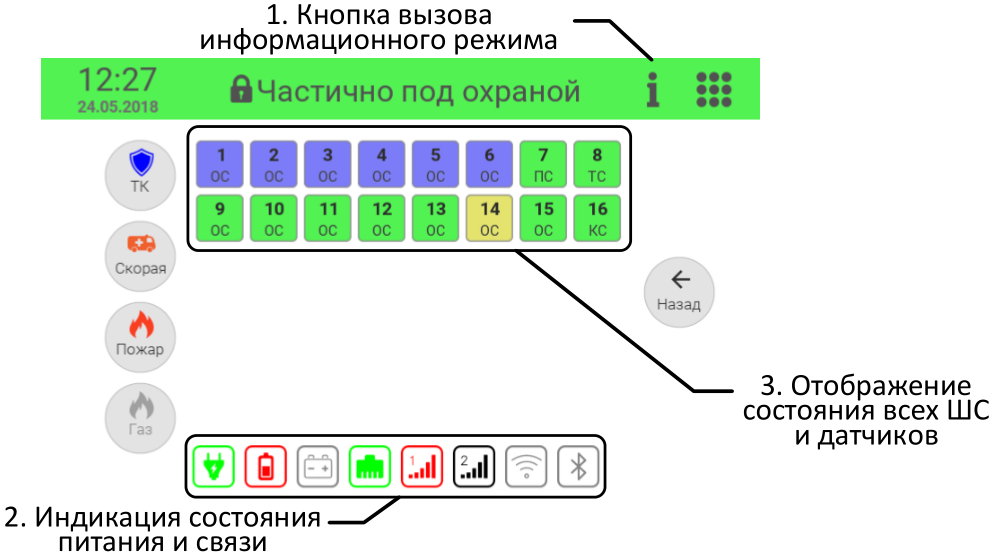 1. Кнопка вызова
информационного режима
12:27
24.05.2018
Частично под охраной
i
ТК
Скорая
Пожар
Газ
1 2 3 4 5 6 7 8
ОС ОС ОС ОС ОС ОС ПС ТС
9 10 11 12 13 14 15 16
ОС ОС ОС ОС ОС ОС ОС КС
Назад
3. Отображение
состояния всех ШС
и датчиков
1 2
2. Индикация состояния
питания и связи